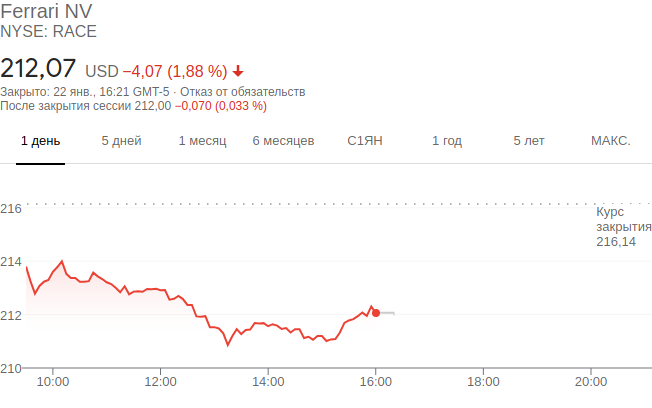 Ferrari NV
NYSE: RACE
212,07 USD −4,07 (1,88 %)
Закрыто: 22 янв., 16:21 GMT-5 · Отказ от обязательств
После закрытия сессии 212,00 −0,070 (0,033 %)
1 день 5 дней 1 месяц 6 месяцев С1ЯН 1 год 5 лет МАКС.
216
Курс
закрытия
216,14
214
212
210
10:00 12:00 14:00 16:00 18:00 20:00